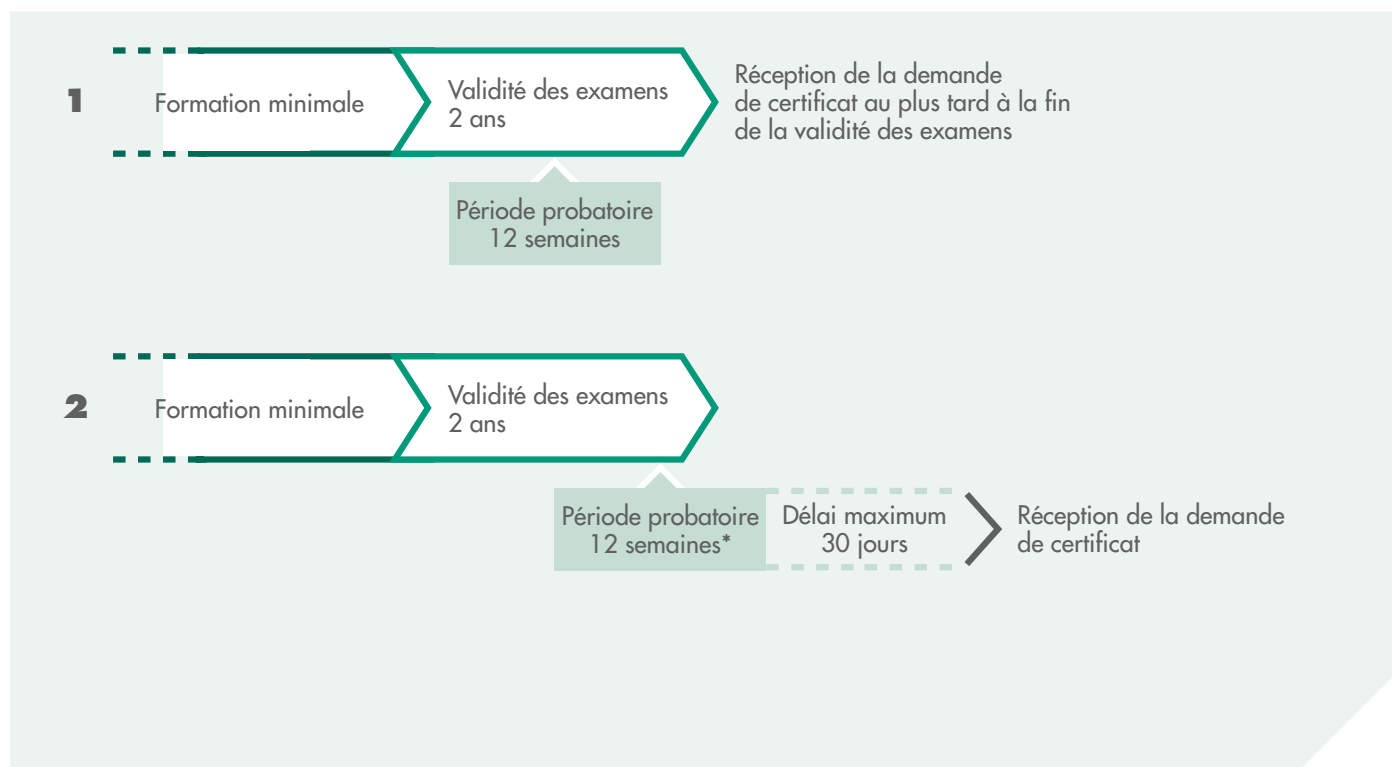 1
Formation minimale
Validité des examens
2 ans
Réception de la demande
de certificat au plus tard à la fin
de la validité des examens
Période probatoire
12 semaines
2
Formation minimale
Validité des examens
2 ans
Période probatoire
12 semaines*
Délai maximum
30 jours
Réception de la demande
de certificat